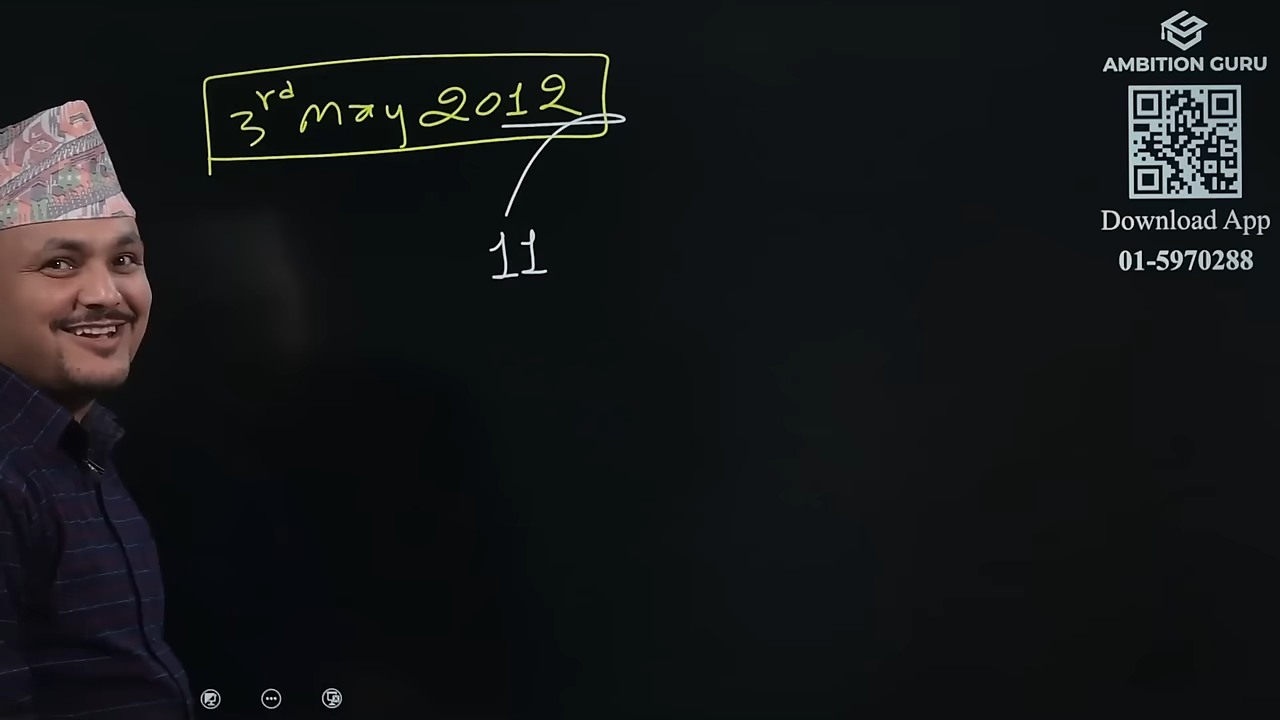 3rd May 2012
11
AMBITION GURU
Download App
01-5970288